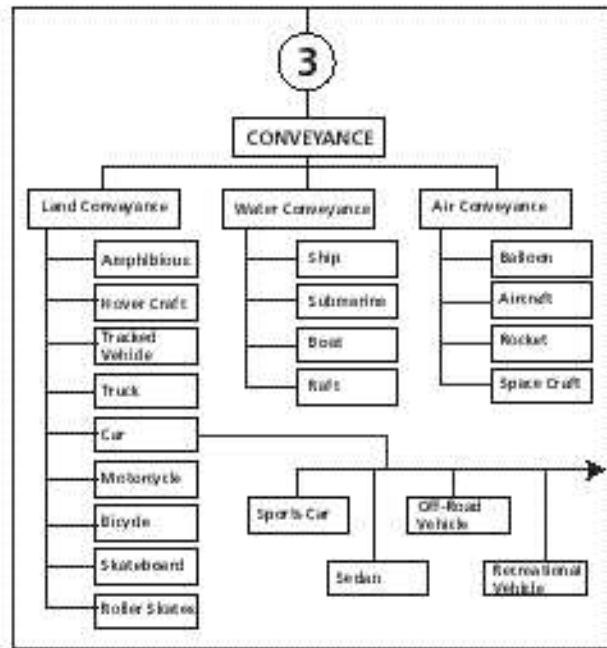 3
CONVEYANCE
Land Conveyance
Water Conveyance
Air Conveyance
Amphibious
Hover Craft
Tracked
Vehicle
Truck
Car
Motorcycle
Bicycle
Skateboard
Roller Skates
Ship
Submarine
Boat
Raft
Balloon
Aircraft
Rocket
Space Craft
Sports Car
Off-Road
Vehicle
Sedan
Recreational
Vehicle